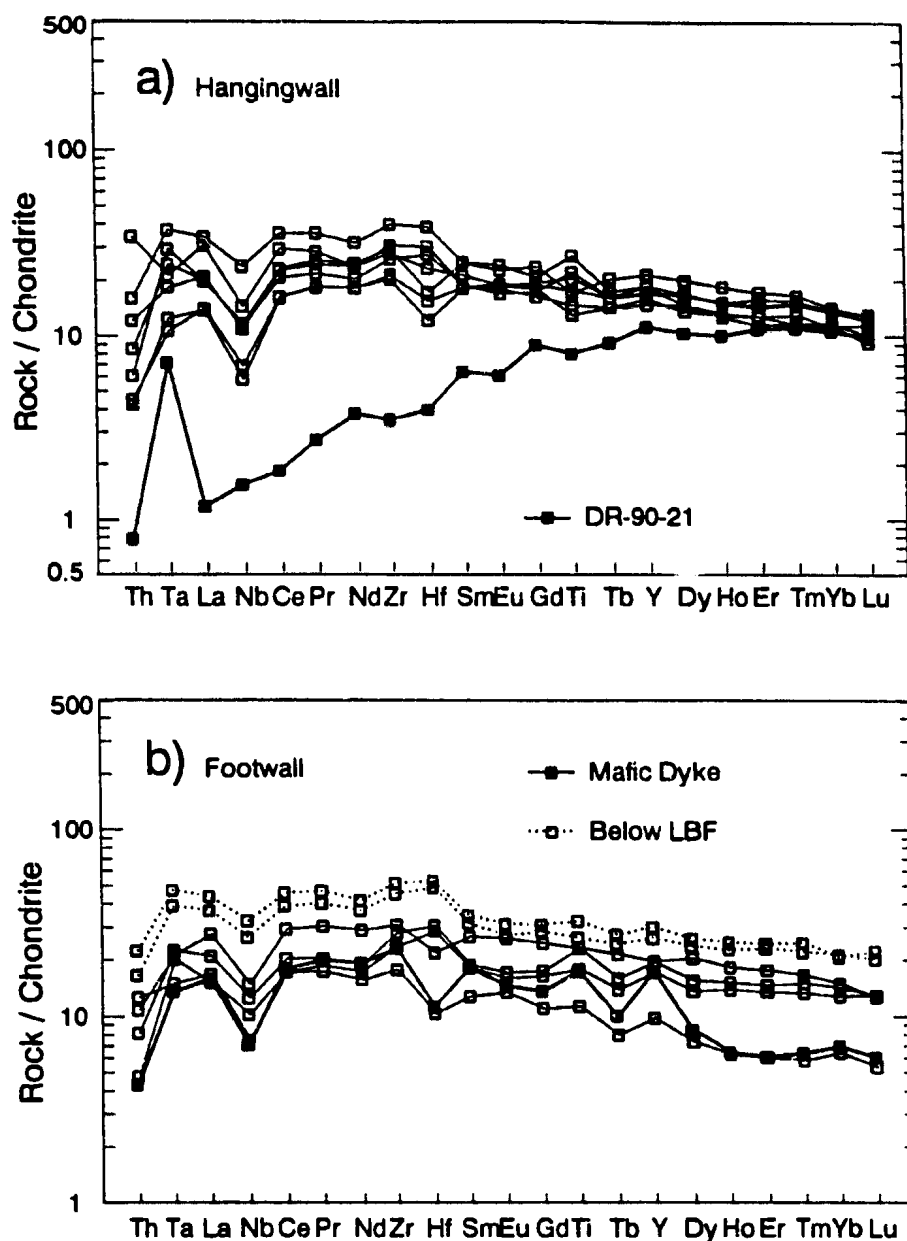 500
a) Hangingwall
100
Rock / Chondrite
10
DR-90-21
1
0.5
Th Ta La Nb Ce Pr Nd Zr Hf Sm Eu Gd Ti Tb Y Dy Ho Er Tm Yb Lu
500
b) Footwall
Mafic Dyke
Below LBF
100
Rock / Chondrite
10
1
Th Ta La Nb Ce Pr Nd Zr Hf Sm Eu Gd Ti Tb Y Dy Ho Er Tm Yb Lu